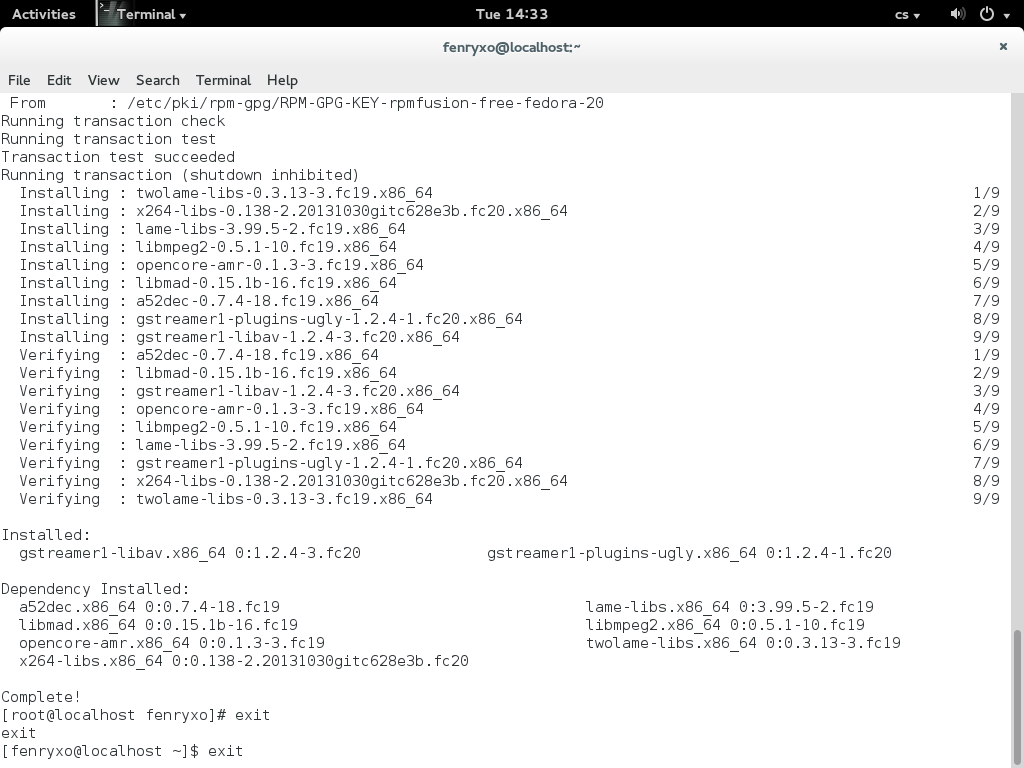 Activities Terminal Tue 14:33 cs
fenryxo@localhost:~ ×
File Edit View Search Terminal Help
From : /etc/pki/rpm-gpg/RPM-GPG-KEY-rpmfusion-free-fedora-20
Running transaction check
Running transaction test
Transaction test succeeded
Running transaction (shutdown inhibited)
Installing : twolame-libs-0.3.13-3.fc19.x86_64 1/9
Installing : x264-libs-0.138-2.20131030gitc628e3b.fc20.x86_64 2/9
Installing : lame-libs-3.99.5-2.fc19.x86_64 3/9
Installing : libmpeg2-0.5.1-10.fc19.x86_64 4/9
Installing : opencore-amr-0.1.3-3.fc19.x86_64 5/9
Installing : libmad-0.15.1b-16.fc19.x86_64 6/9
Installing : a52dec-0.7.4-18.fc19.x86_64 7/9
Installing : gstreamer1-plugins-ugly-1.2.4-1.fc20.x86_64 8/9
Installing : gstreamer1-libav-1.2.4-3.fc20.x86_64 9/9
Verifying : a52dec-0.7.4-18.fc19.x86_64 1/9
Verifying : libmad-0.15.1b-16.fc19.x86_64 2/9
Verifying : gstreamer1-libav-1.2.4-3.fc20.x86_64 3/9
Verifying : opencore-amr-0.1.3-3.fc19.x86_64 4/9
Verifying : libmpeg2-0.5.1-10.fc19.x86_64 5/9
Verifying : lame-libs-3.99.5-2.fc19.x86_64 6/9
Verifying : gstreamer1-plugins-ugly-1.2.4-1.fc20.x86_64 7/9
Verifying : x264-libs-0.138-2.20131030gitc628e3b.fc20.x86_64 8/9
Verifying : twolame-libs-0.3.13-3.fc19.x86_64 9/9
Installed:
gstreamer1-libav.x86_64 0:1.2.4-3.fc20 gstreamer1-plugins-ugly.x86_64 0:1.2.4-1.fc20
Dependency Installed:
a52dec.x86_64 0:0.7.4-18.fc19 lame-libs.x86_64 0:3.99.5-2.fc19
libmad.x86_64 0:0.15.1b-16.fc19 libmpeg2.x86_64 0:0.5.1-10.fc19
opencore-amr.x86_64 0:0.1.3-3.fc19 twolame-libs.x86_64 0:0.3.13-3.fc19
x264-libs.x86_64 0:0.138-2.20131030gitc628e3b.fc20
Complete!
[root@localhost fenryxo]# exit
exit
[fenryxo@localhost ~]$ exit